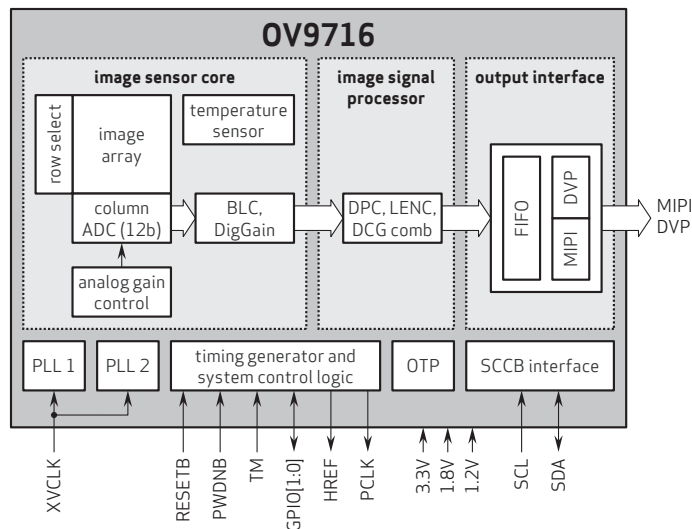 OV9716
image sensor core
image signal
processor
output interface
row select
image
array
temperature
sensor
column
ADC (12b)
BLC,
DigGain
DPC, LENC,
DCG comb
FIFO
DVP
MIPI
MIPI
DVP
analog gain
control
PLL 1
PLL 2
timing generator and
system control logic
OTP
SCCB interface
XVCLK
RESETB
PWDNB
TM
GPIO[1:0]
HREF
PCLK
3.3V
1.8V
1.2V
SCL
SDA